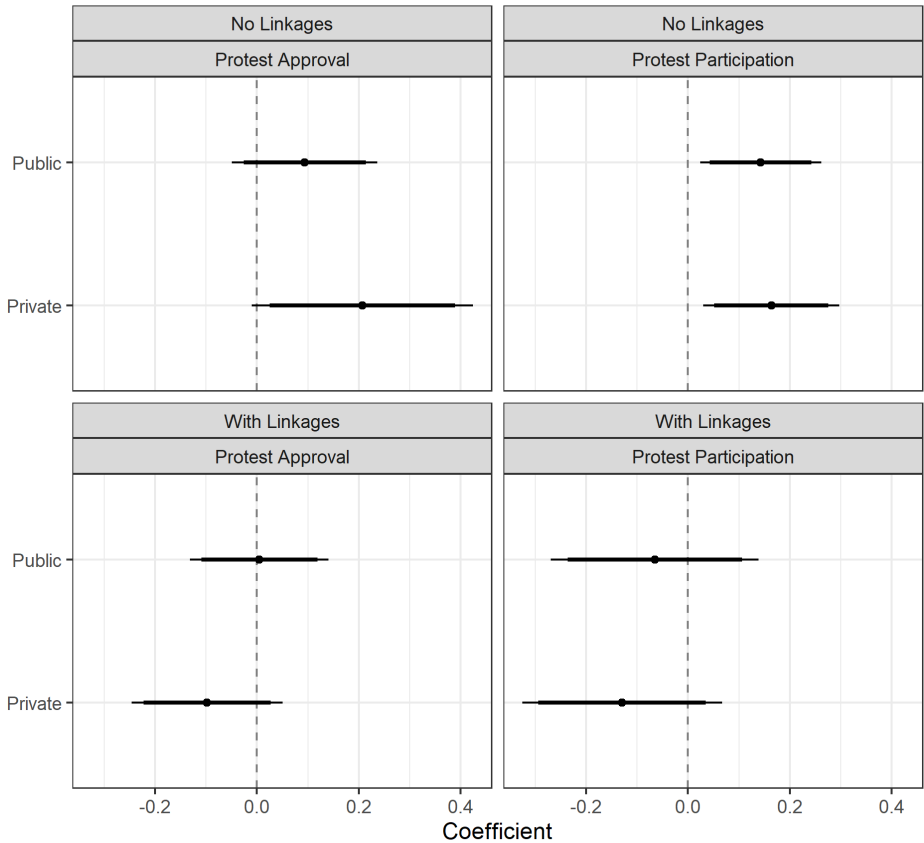 No Linkages
Protest Approval
No Linkages
Protest Participation
Public
Private
With Linkages
Protest Approval
With Linkages
Protest Participation
Public
Private
-0.2 0.0 0.2 0.4
-0.2 0.0 0.2 0.4
Coefficient